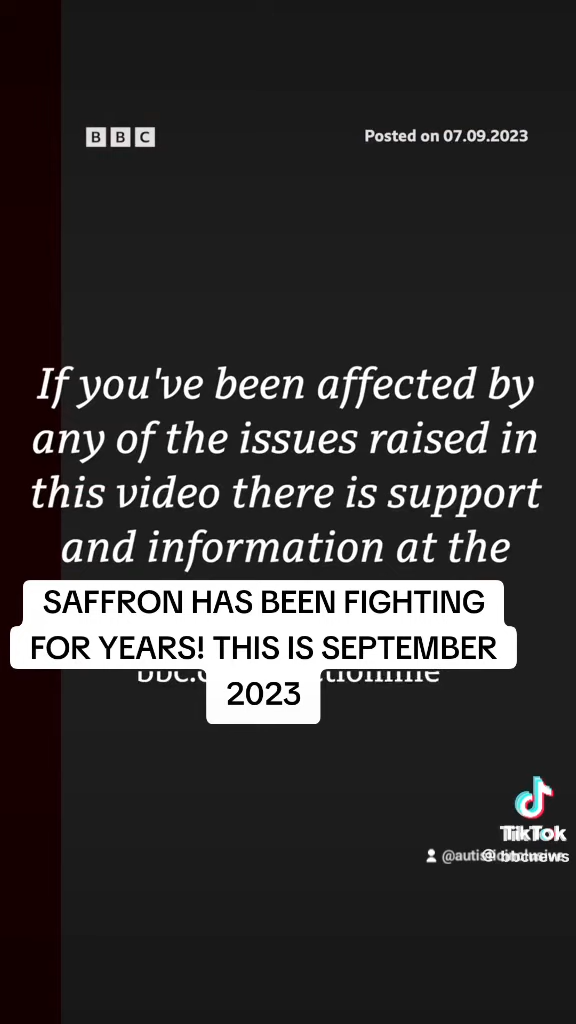 BBC
Posted on 07.09.2023
If you've been affected by
any of the issues raised in
this video there is support
and information at the
SAFFRON HAS BEEN FIGHTING
FOR YEARS! THIS IS SEPTEMBER
2023
TikTok
@bbcnews